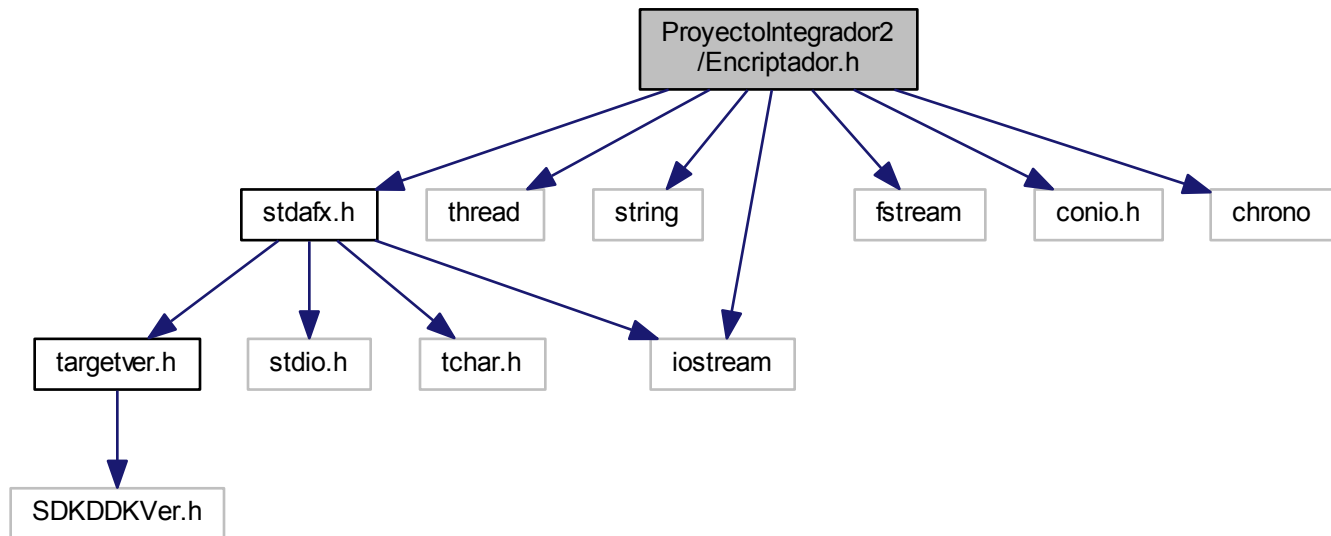 ProyectoIntegrador2
/Encriptador.h
stdafx.h
thread
string
fstream
conio.h
chrono
targetver.h
stdio.h
tchar.h
iostream
SDKDDKVer.h